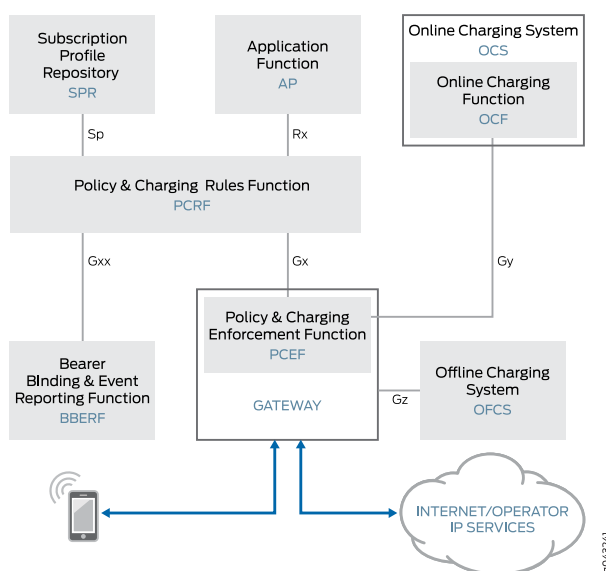 Subscription
Profile
Repository
SPR
Application
Function
AP
Online Charging System
OCS
Online Charging
Function
OCF
Sp
Rx
Policy & Charging Rules Function
PCRF
Gxx
Gx
Gy
Policy & Charging
Enforcement Function
PCEF
GATEWAY
Bearer
Binding & Event
Reporting Function
BBERF
Gz
Offline Charging
System
OFCS
INTERNET/OPERATOR
IP SERVICES